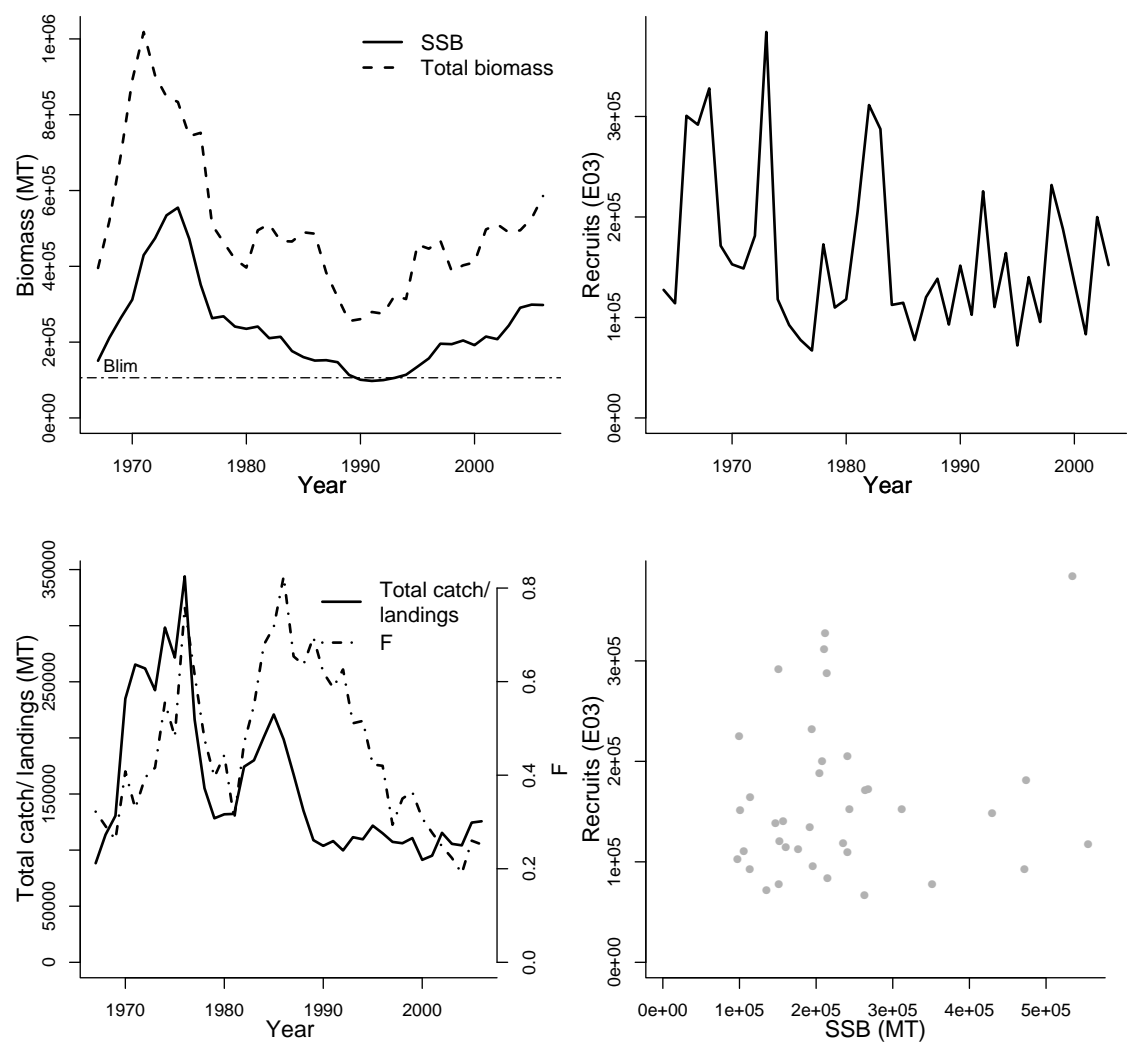 SSB
Total biomass
Blim
Biomass (MT)
0e+00 2e+05 4e+05 6e+05 8e+05 1e+06
1970 1980 1990 2000
Year
Recruits (E03)
0e+00 1e+05 2e+05 3e+05
1970 1980 1990 2000
Year
Total catch/
landings
F
Total catch/ landings (MT)
0 50000 150000 250000 350000
F
0.0 0.2 0.4 0.6 0.8
1970 1980 1990 2000
Year
Recruits (E03)
0e+00 1e+05 2e+05 3e+05
0e+00 1e+05 2e+05 3e+05 4e+05 5e+05
SSB (MT)